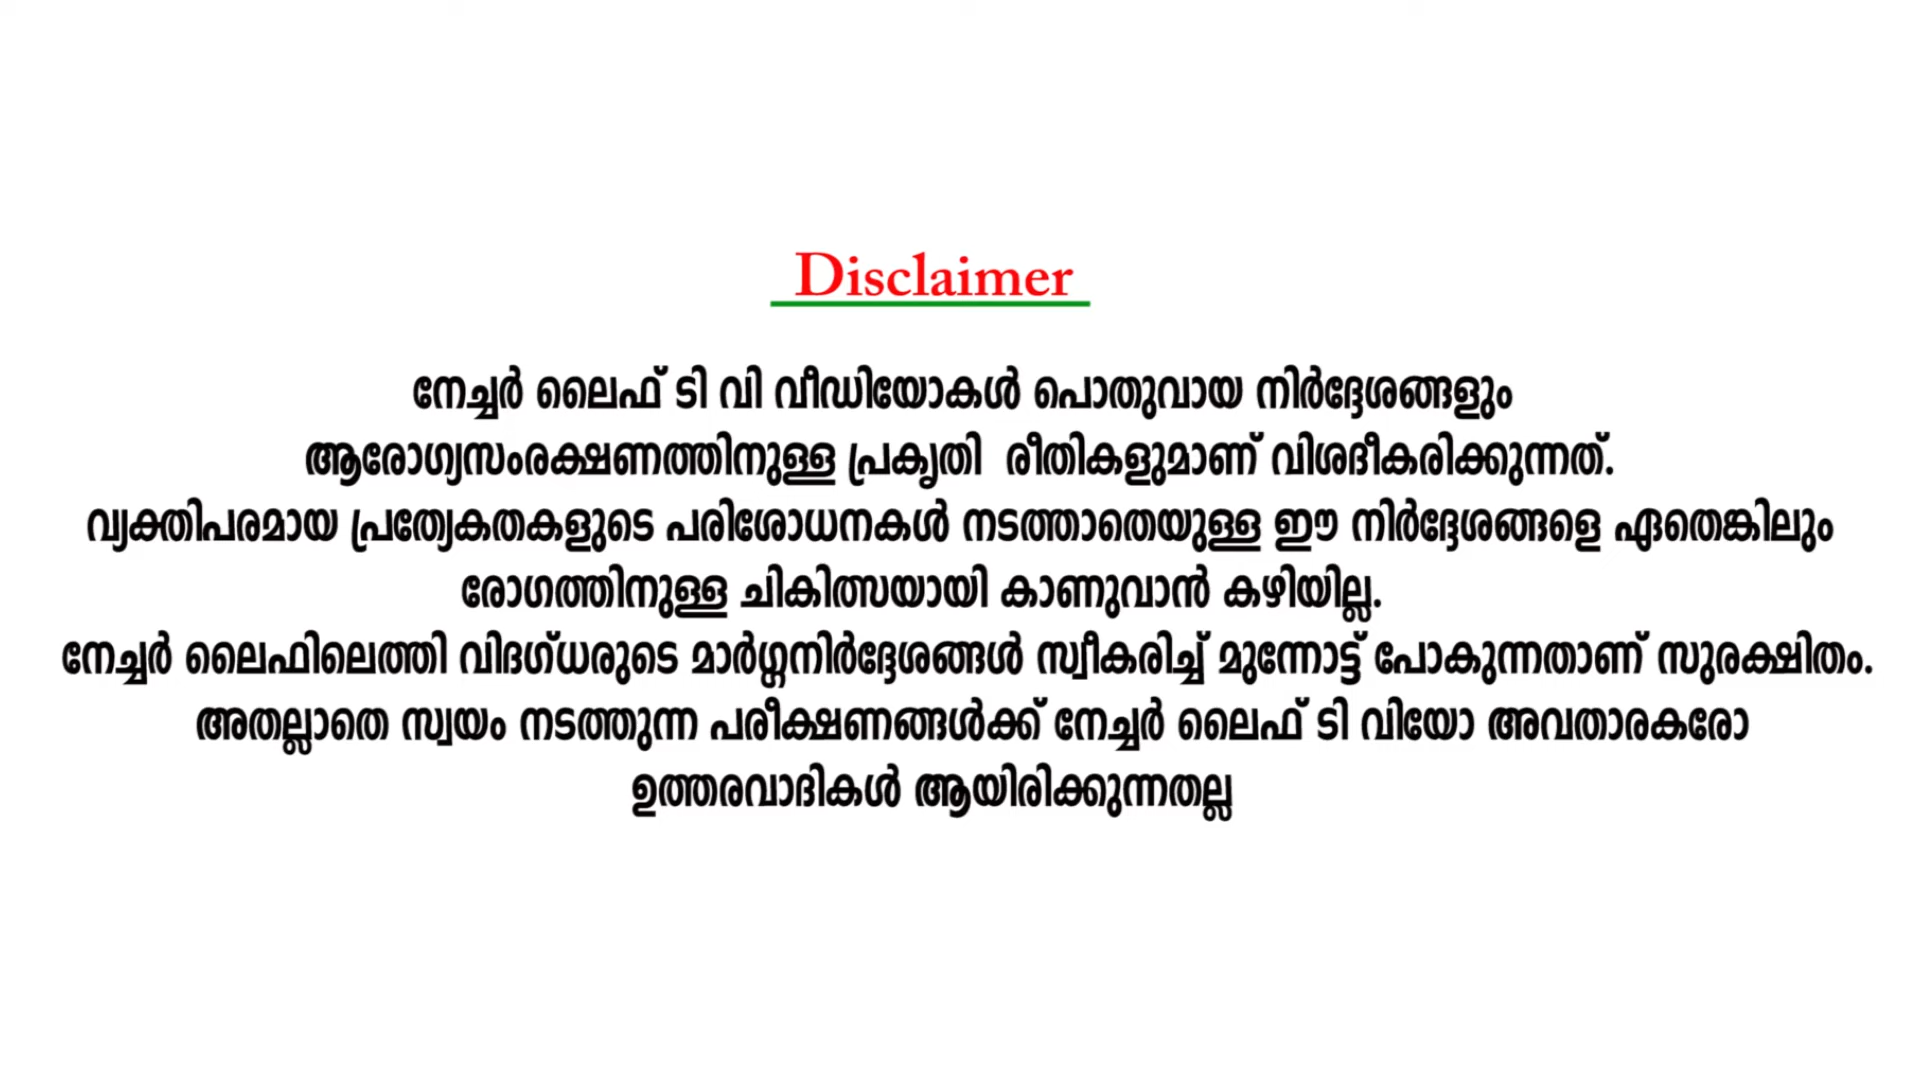 Disclaimer
നേച്ചർ ലൈഫ് ടി വി വീഡിയോകൾ പൊതുവായ നിർദ്ദേശങ്ങളും
ആരോഗ്യസംരക്ഷണത്തിനുള്ള പ്രകൃതി രീതികളുമാണ് വിശദീകരിക്കുന്നത്.
വ്യക്തിപരമായ പ്രത്യേകതകളുടെ പരിശോധനകൾ നടത്താതെയുള്ള ഈ നിർദ്ദേശങ്ങളെ ഏതെങ്കിലും
രോഗത്തിനുള്ള ചികിത്സയായി കാണുവാൻ കഴിയില്ല.
നേച്ചർ ലൈഫിലെത്തി വിദഗ്ധരുടെ മാർഗ്ഗനിർദ്ദേശങ്ങൾ സ്വീകരിച്ച് മുന്നോട്ട് പോകുന്നതാണ് സുരക്ഷിതം.
അതല്ലാതെ സ്വയം നടത്തുന്ന പരീക്ഷണങ്ങൾക്ക് നേച്ചർ ലൈഫ് ടി വിയോ അവതാരകരോ
ഉത്തരവാദികൾ ആയിരിക്കുന്നതല്ല